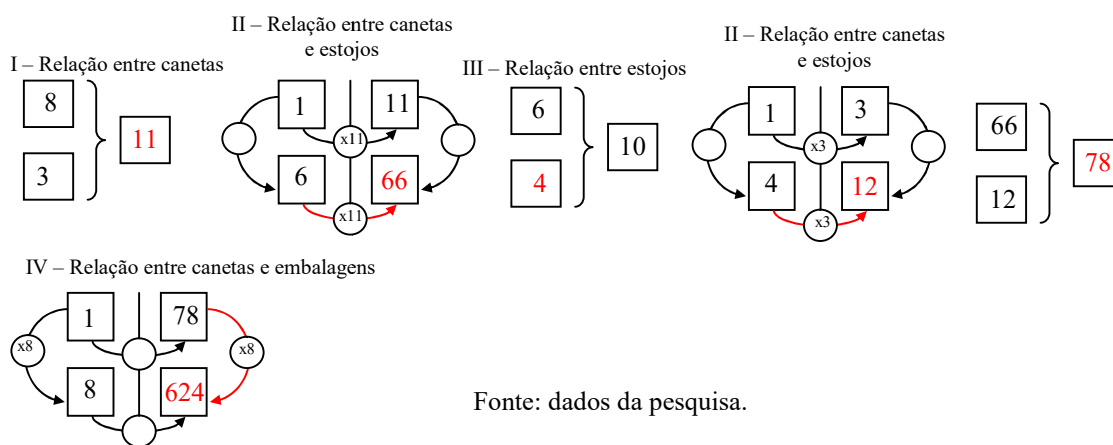 II – Relação entre canetas
e estojos
I – Relação entre canetas
8
3
11
1
11
x11
6
66
x11
III – Relação entre estojos
6
4
10
II – Relação entre canetas
e estojos
1
3
x3
4
12
x3
66
12
78
IV – Relação entre canetas e embalagens
1
78
x8
x8
8
624
Fonte: dados da pesquisa.